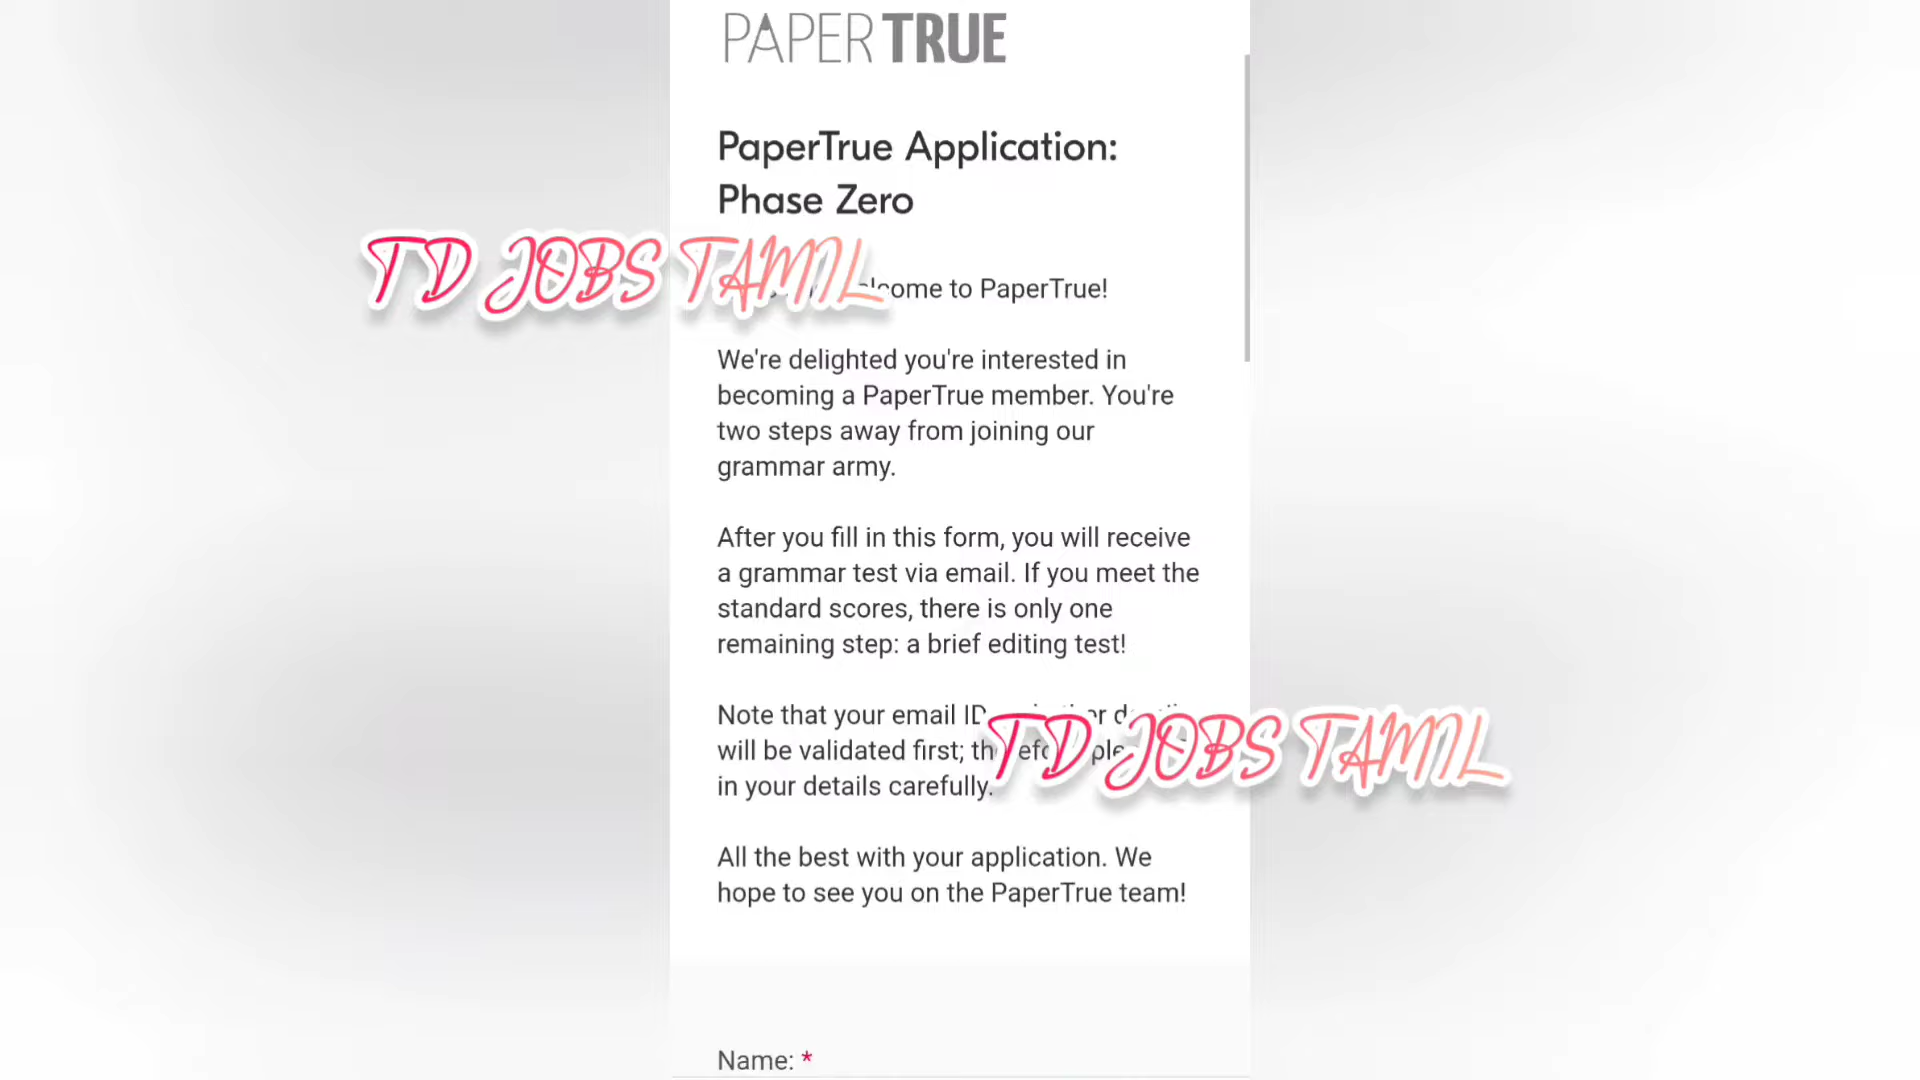 PAPER TRUE
PaperTrue Application:
Phase Zero
TD JOBS TAMIL
to PaperTrue!
We're delighted you're interested in
becoming a PaperTrue member. You're
two steps away from joining our
grammar army.
After you fill in this form, you will receive
a grammar test via email. If you meet the
standard scores, there is only one
remaining step: a brief editing test!
Note that your email ID
will be validated first;
TD JOBS TAMIL
in your details carefully.
All the best with your application. We
hope to see you on the PaperTrue team!
Name: *